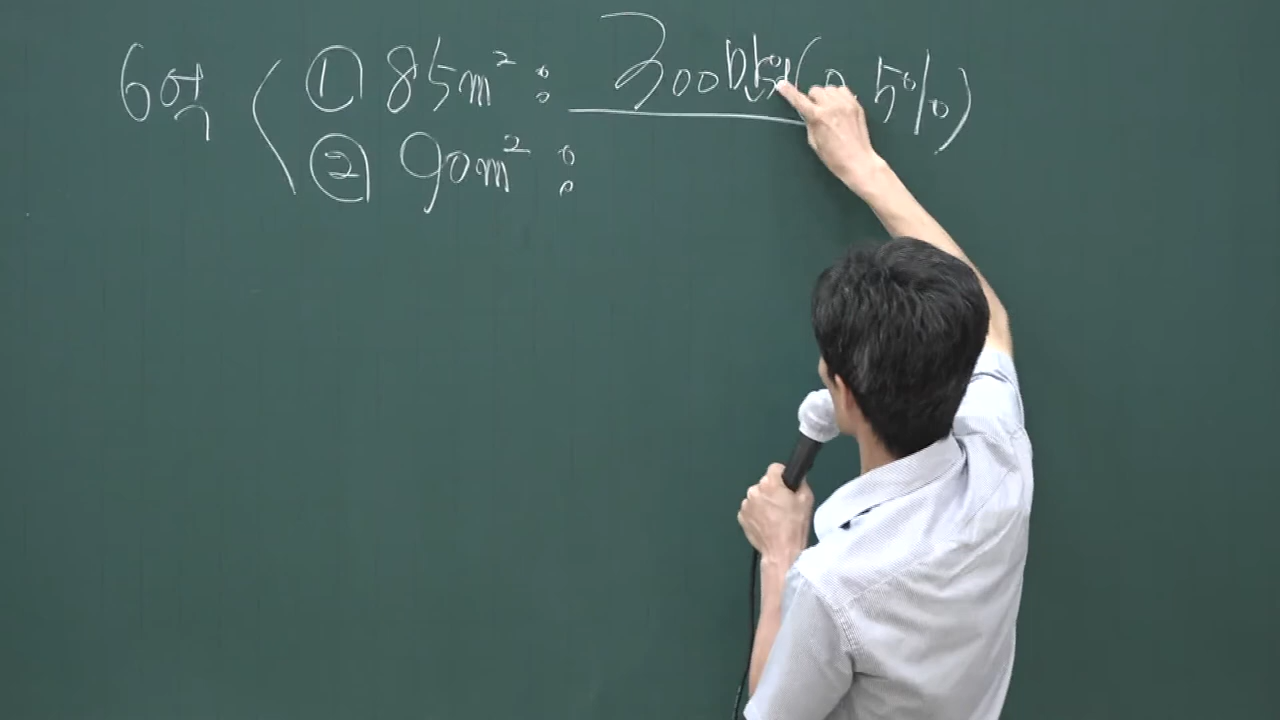 6억 ① 85m² : 300만원(0.5%)
② 90m² :